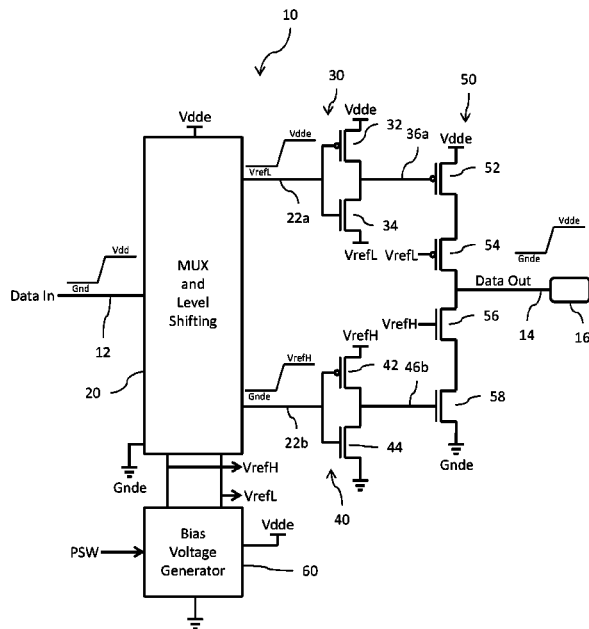 10
30
50
Vdde
Vdde
Vdde
32
36a
52
Vdde
VrefL
22a
34
VrefL
VrefL
54
Vdde
Gnde
Vdd
Gnd
Data In
12
MUX
and
Level
Shifting
Data Out
14
16
VrefH
56
VrefH
42
46b
58
VrefH
Gnde
22b
44
Gnde
20
Gnde
VrefH
VrefL
40
Bias
Voltage
Generator
Vdde
PSW
60